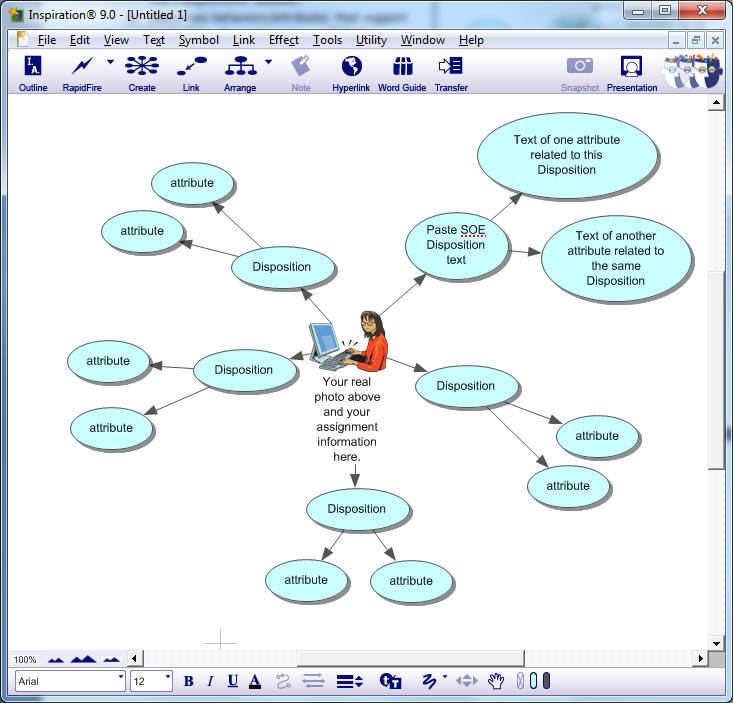 Inspiration® 9.0 - [Untitled 1]
File Edit View Text Symbol Link Effect Tools Utility Window Help
Outline RapidFire Create Link Arrange Note Hyperlink Word Guide Transfer Snapshot Presentation
Text of one attribute
related to this
Disposition
attribute
attribute
Paste SOE
Disposition
text
Text of another
attribute related to
the same
Disposition
Disposition
attribute
Disposition
Your real
photo above
and your
assignment
information
here.
Disposition
attribute
attribute
attribute
Disposition
attribute
attribute
100%
Arial 12 B I U A